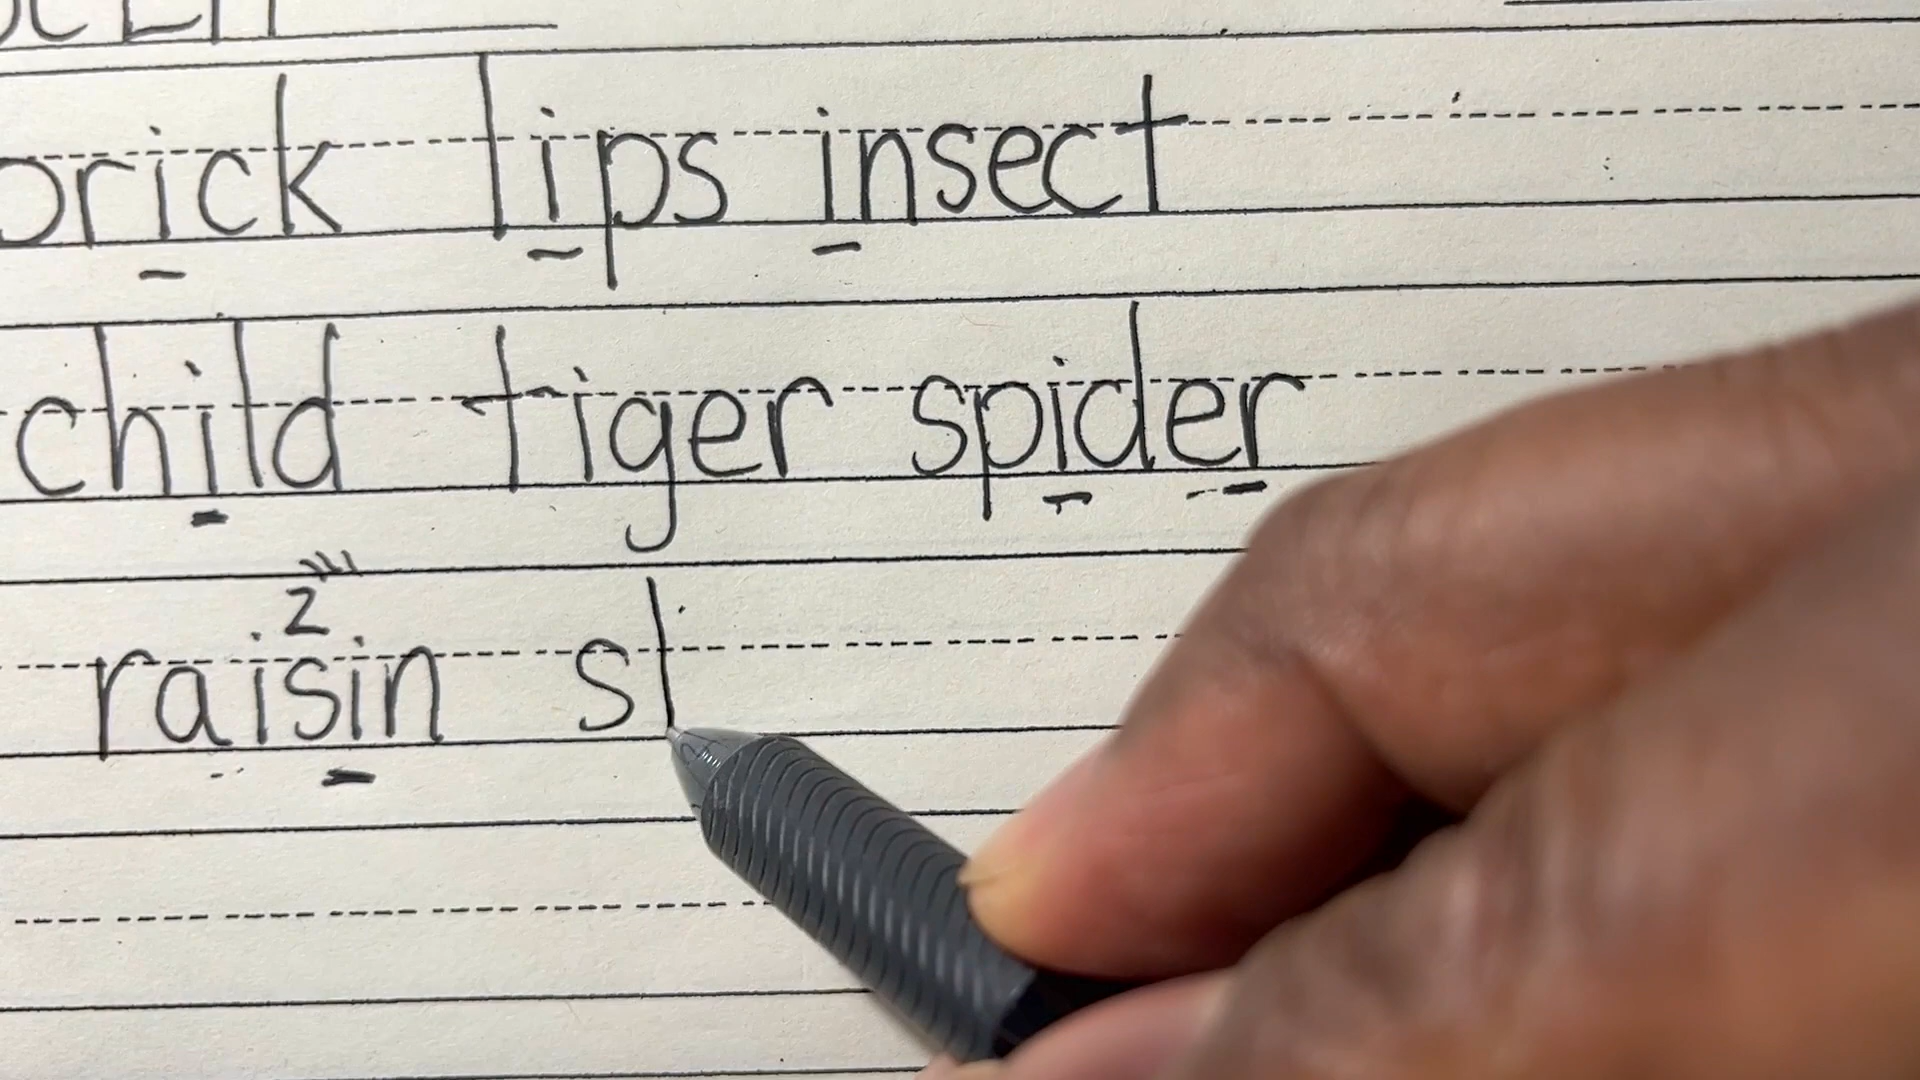 brick lips insect
child tiger spider
z
raisin sl